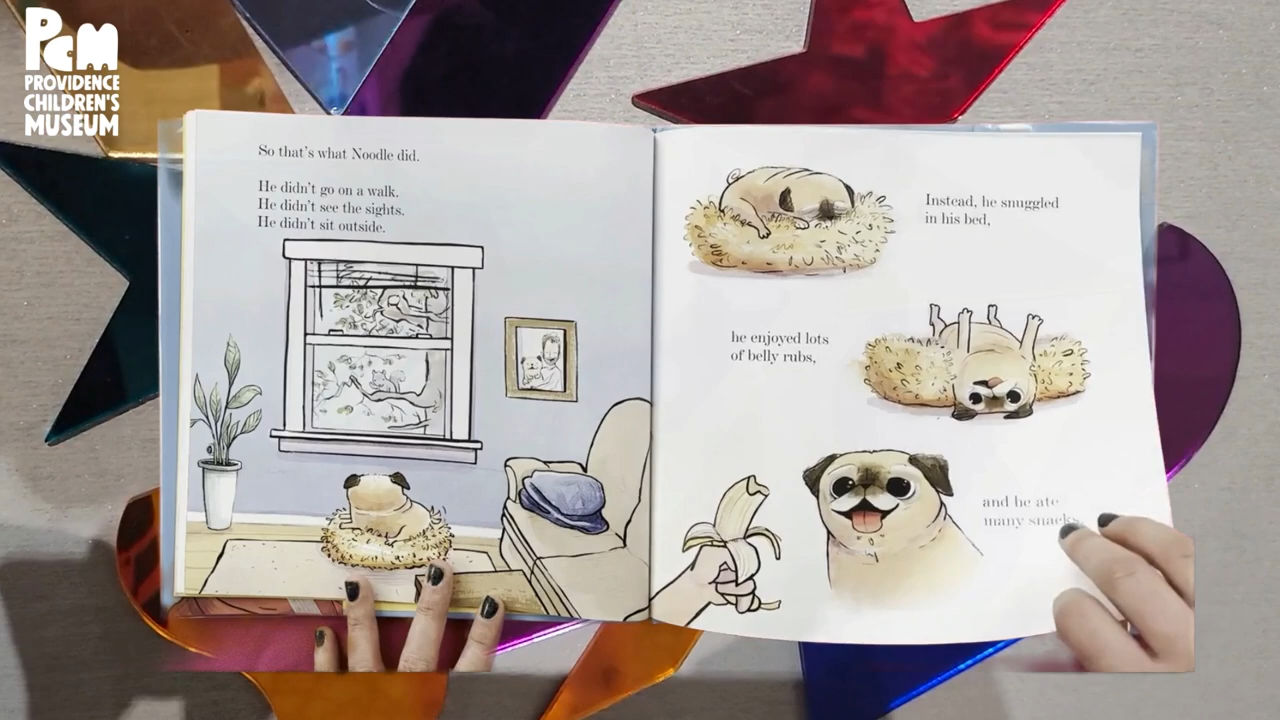 PCM
PROVIDENCE
CHILDREN'S
MUSEUM
So that's what Noodle did.
He didn't go on a walk.
He didn't see the sights.
He didn't sit outside.
Instead, he snuggled
in his bed,
he enjoyed lots
of belly rubs,
and he ate
many snacks